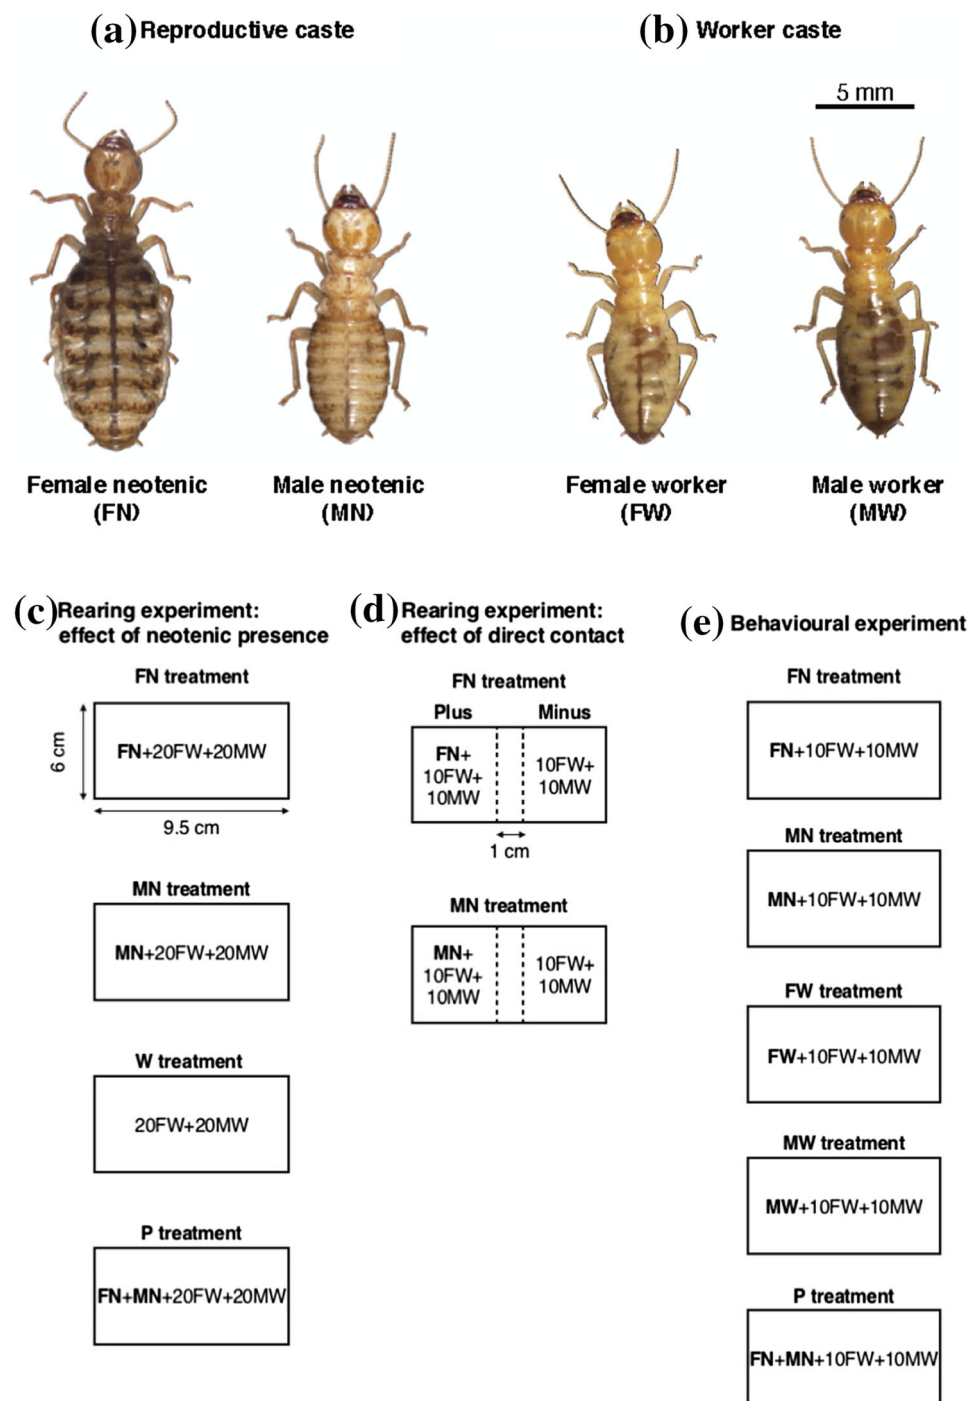 (a) Reproductive caste
(b) Worker caste
5 mm
Female neotenic
(FN)
Male neotenic
(MN)
Female worker
(FW)
Male worker
(MW)
(c) Rearing experiment:
effect of neotenic presence
FN treatment
6 cm
FN+20FW+20MW
9.5 cm
MN treatment
MN+20FW+20MW
W treatment
20FW+20MW
P treatment
FN+MN+20FW+20MW
(d) Rearing experiment:
effect of direct contact
FN treatment
Plus
Minus
FN+
10FW+
10MW
10FW+
10MW
1 cm
MN treatment
MN+
10FW+
10MW
10FW+
10MW
(e) Behavioural experiment
FN treatment
FN+10FW+10MW
MN treatment
MN+10FW+10MW
FW treatment
FW+10FW+10MW
MW treatment
MW+10FW+10MW
P treatment
FN+MN+10FW+10MW